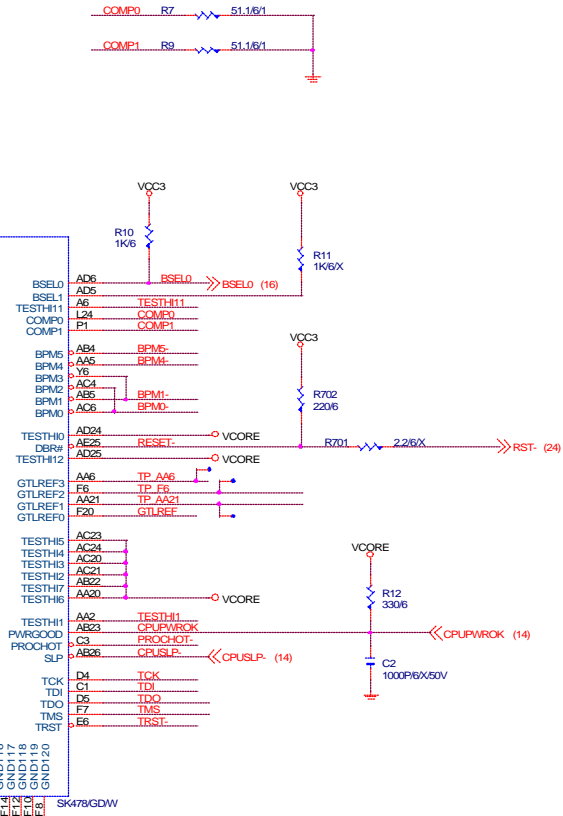 COMP0 R7 51.1/6/1
COMP1 R9 51.1/6/1
VCC3 VCC3
R10
1K/6
R11
1K/6/X
BSEL0 AD6 BSEL0 BSEL0 (16)
BSEL1 AD5
TESTHI11 A6 TESTHI11
COMP0 L24 COMP0
COMP1 P1 COMP1
VCC3
BPM5 AB4 BPM5-
BPM4 AA5 BPM4-
BPM3 Y6
BPM2 AC4
BPM1 AB5 BPM1-
BPM0 AC6 BPM0-
R702
220/6
TESTHI0 AD24 VCORE
DBR# AE25 RESET- R701 2.2/6/X RST- (24)
TESTHI12 AD25 VCORE
GTLREF3 AA6 TP_AA6
GTLREF2 F6 TP_F6
GTLREF1 AA21 TP_AA21
GTLREF0 F20 GTLREF
TESTHI5 AC23
TESTHI4 AC24
TESTHI3 AC20
TESTHI2 AC21
TESTHI7 AB22
TESTHI6 AA20 VCORE
VCORE
R12
330/6
TESTHI1 AA2 TESTHI1
PWRGOOD AB23 CPUPWROK CPUPWROK (14)
PROCHOT C3 PROCHOT-
SLP AB26 CPUSLP- CPUSLP- (14)
C2
1000P/6/X/50V
TCK D4 TCK
TDI C1 TDI
TDO D5 TDO
TMS F7 TMS
TRST E6 TRST-
GND117
GND118
GND119
GND120
F14
F12
F10
F8
SK478/GD/W